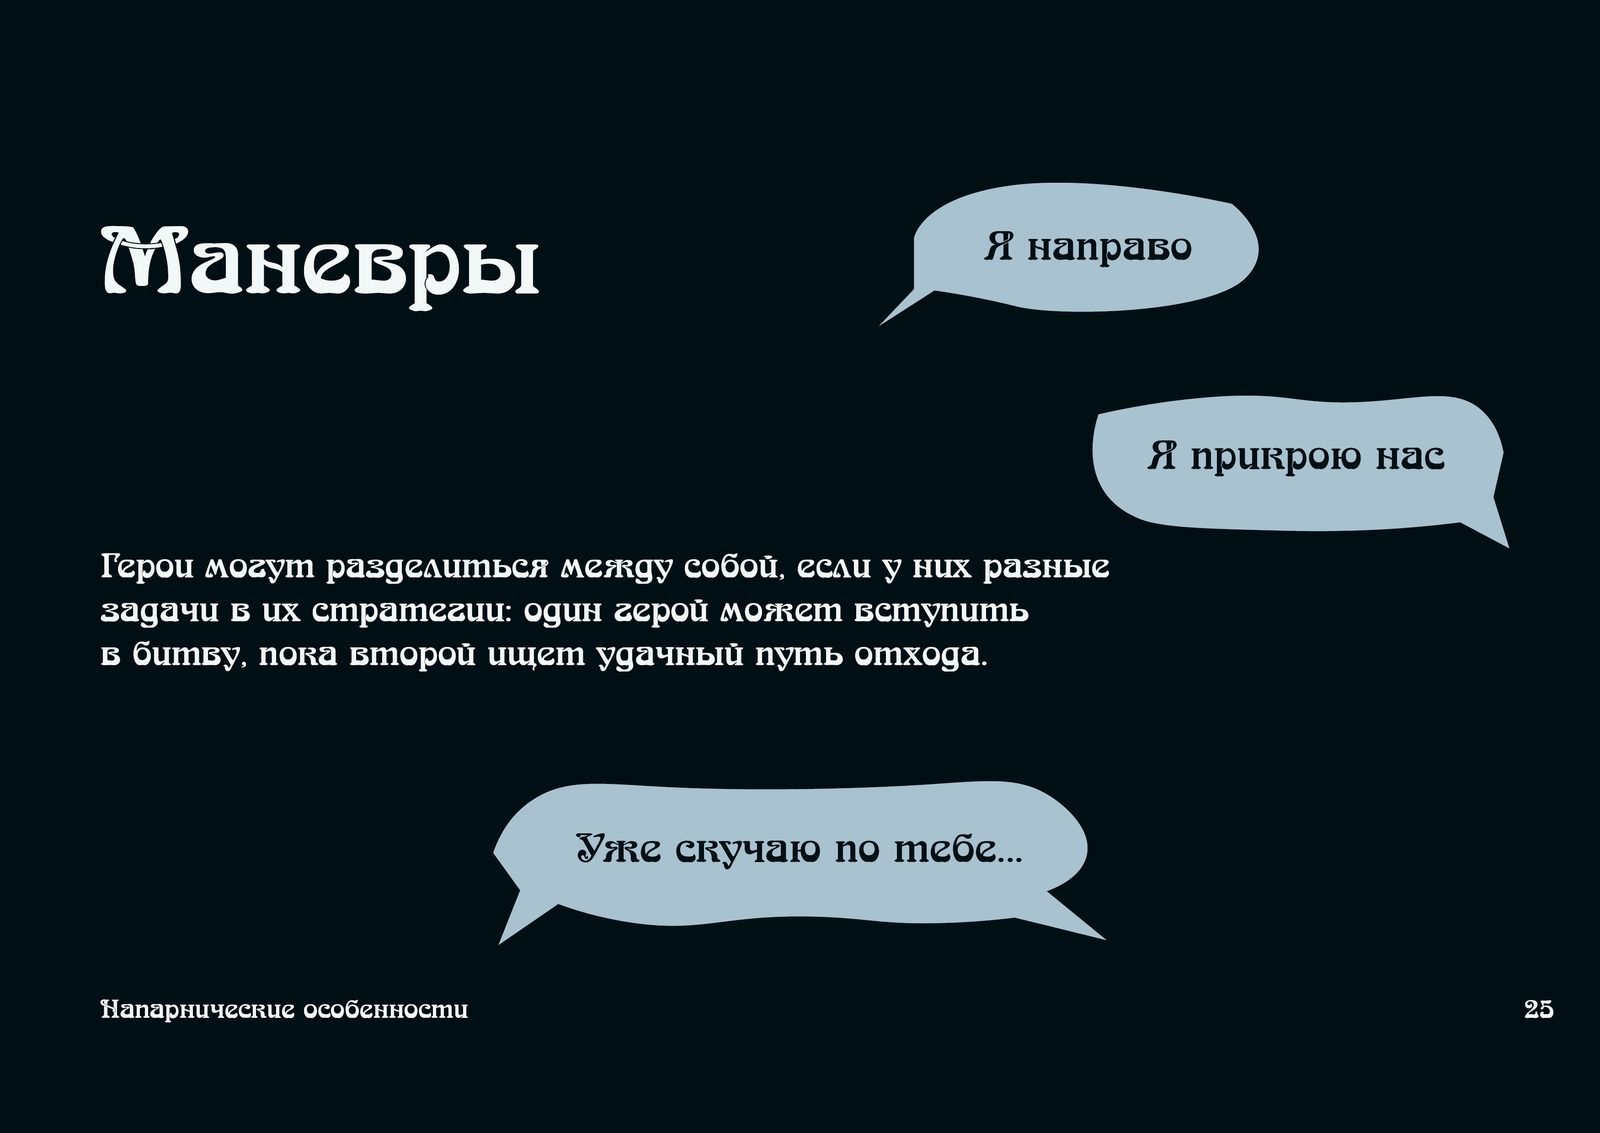 Маневры
Я направо
Я прикрою нас
Герои могут разделиться между собой, если у них разные
задачи в их стратегии: один герой может вступить
в битву, пока второй ищет удачный путь отхода.
Уже скучаю по тебе...
Напарнические особенности
25